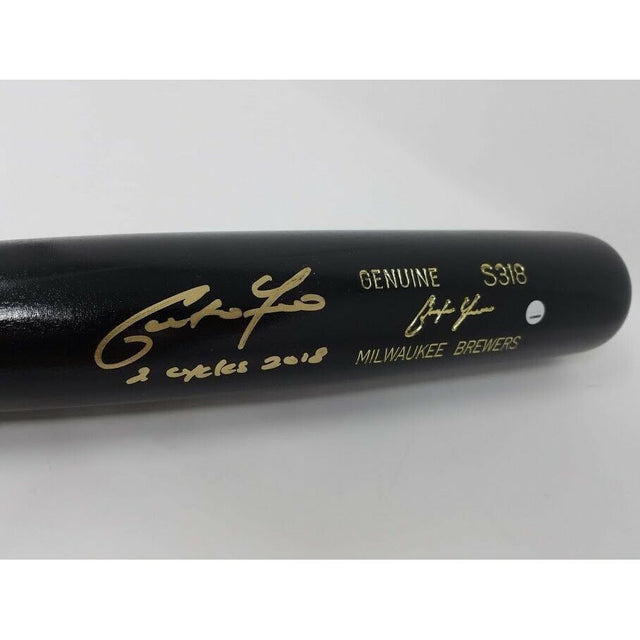 GENUINE S318
MILWAUKEE BREWERS
2 cycles 2018